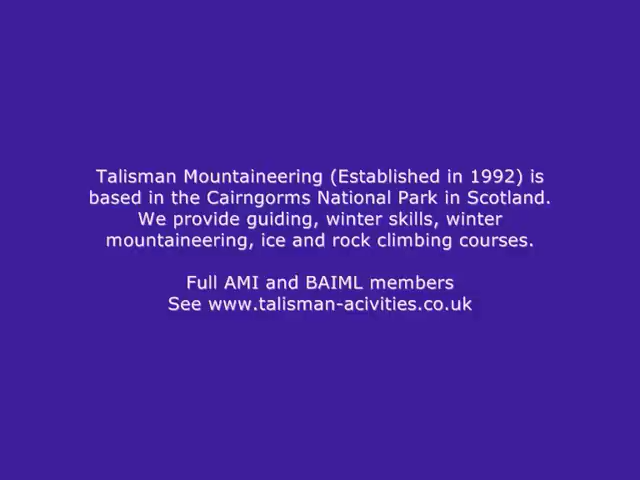 Talisman Mountaineering (Established in 1992) is
based in the Cairngorms National Park in Scotland.
We provide guiding, winter skills, winter
mountaineering, ice and rock climbing courses.
Full AMI and BAIML members
See www.talisman-acivities.co.uk